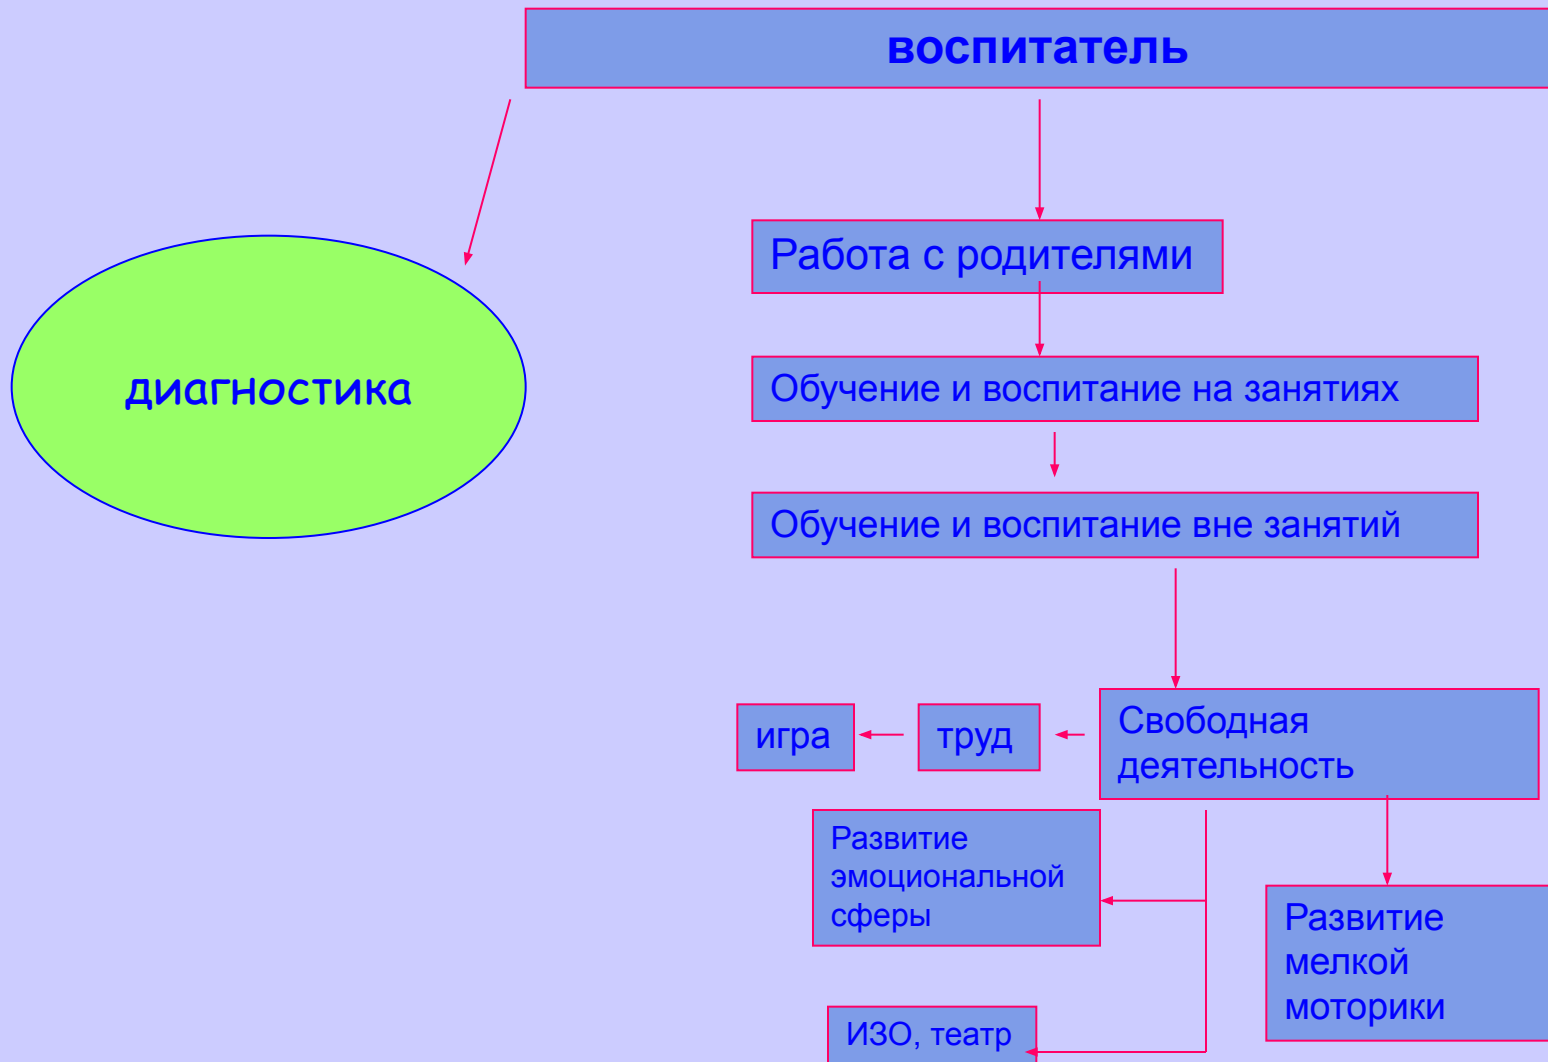 воспитатель
Работа с родителями
диагностика
Обучение и воспитание на занятиях
Обучение и воспитание вне занятий
игра
труд
Свободная
деятельность
Развитие
эмоциональной
сферы
Развитие
мелкой
моторики
ИЗО, театр